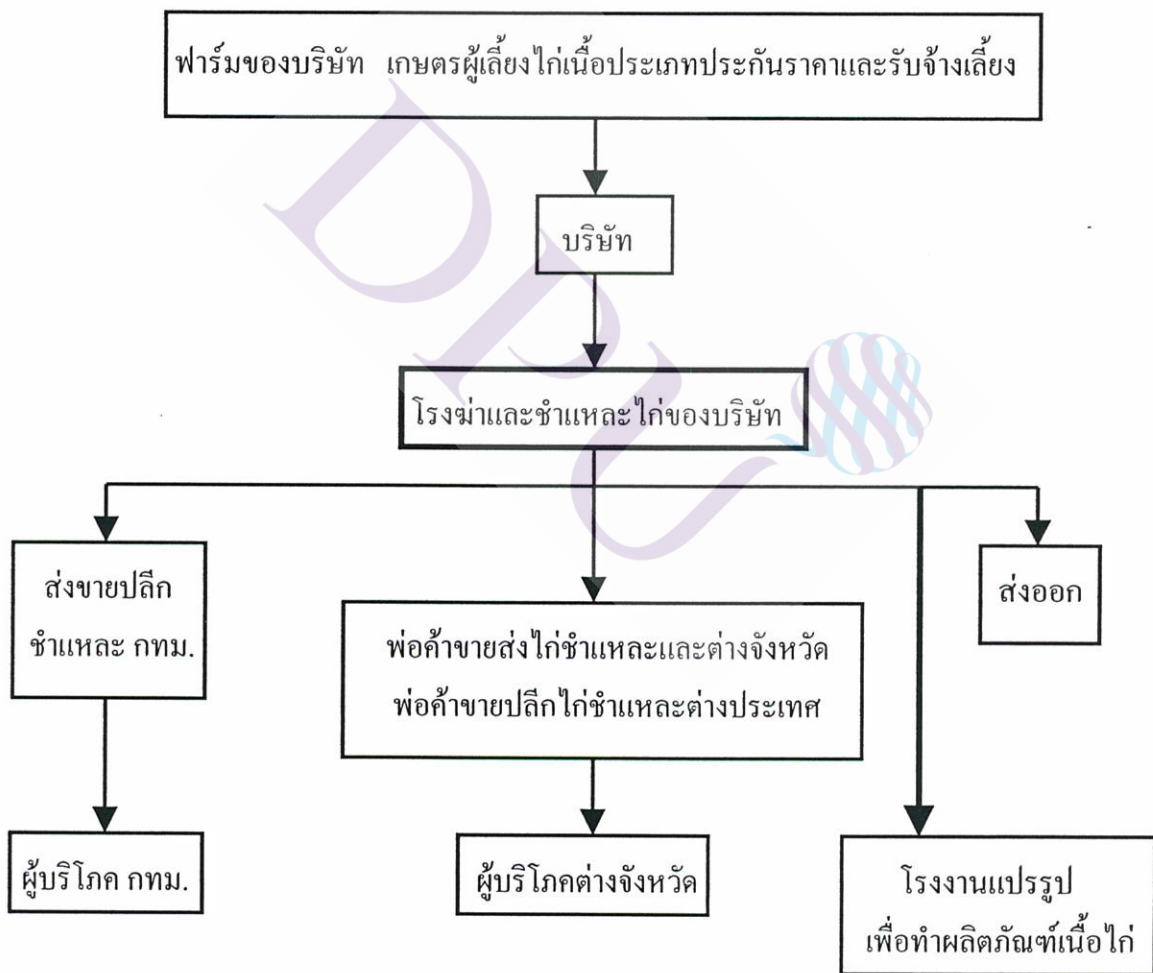 ฟาร์มของบริษัท เกษตรผู้เลี้ยงไก่เนื้อประเภทประกันราคาและรับจ้างเลี้ยง
บริษัท
โรงฆ่าและชำแหละไก่ของบริษัท
ส่งขายปลีก
ชำแหละ กทม.
พ่อค้าขายส่งไก่ชำแหละและต่างจังหวัด
พ่อค้าขายปลีกไก่ชำแหละต่างประเทศ
ส่งออก
ผู้บริโภค กทม.
ผู้บริโภคต่างจังหวัด
โรงงานแปรรูป
เพื่อทำผลิตภัณฑ์เนื้อไก่
DPU